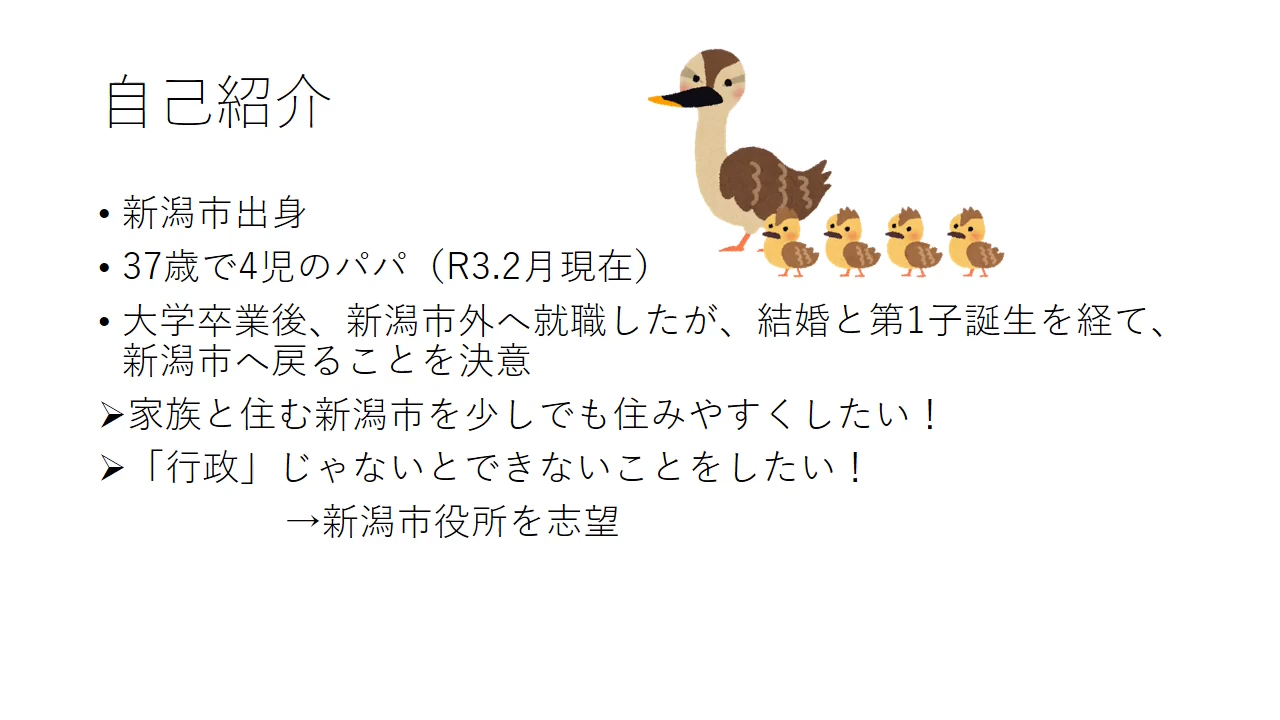 自己紹介
• 新潟市出身
• 37歳で4児のパパ（R3.2月現在）
• 大学卒業後、新潟市外へ就職したが、結婚と第1子誕生を経て、
新潟市へ戻ることを決意
➢家族と住む新潟市を少しでも住みやすくしたい！
➢「行政」じゃないとできないことをしたい！
→新潟市役所を志望